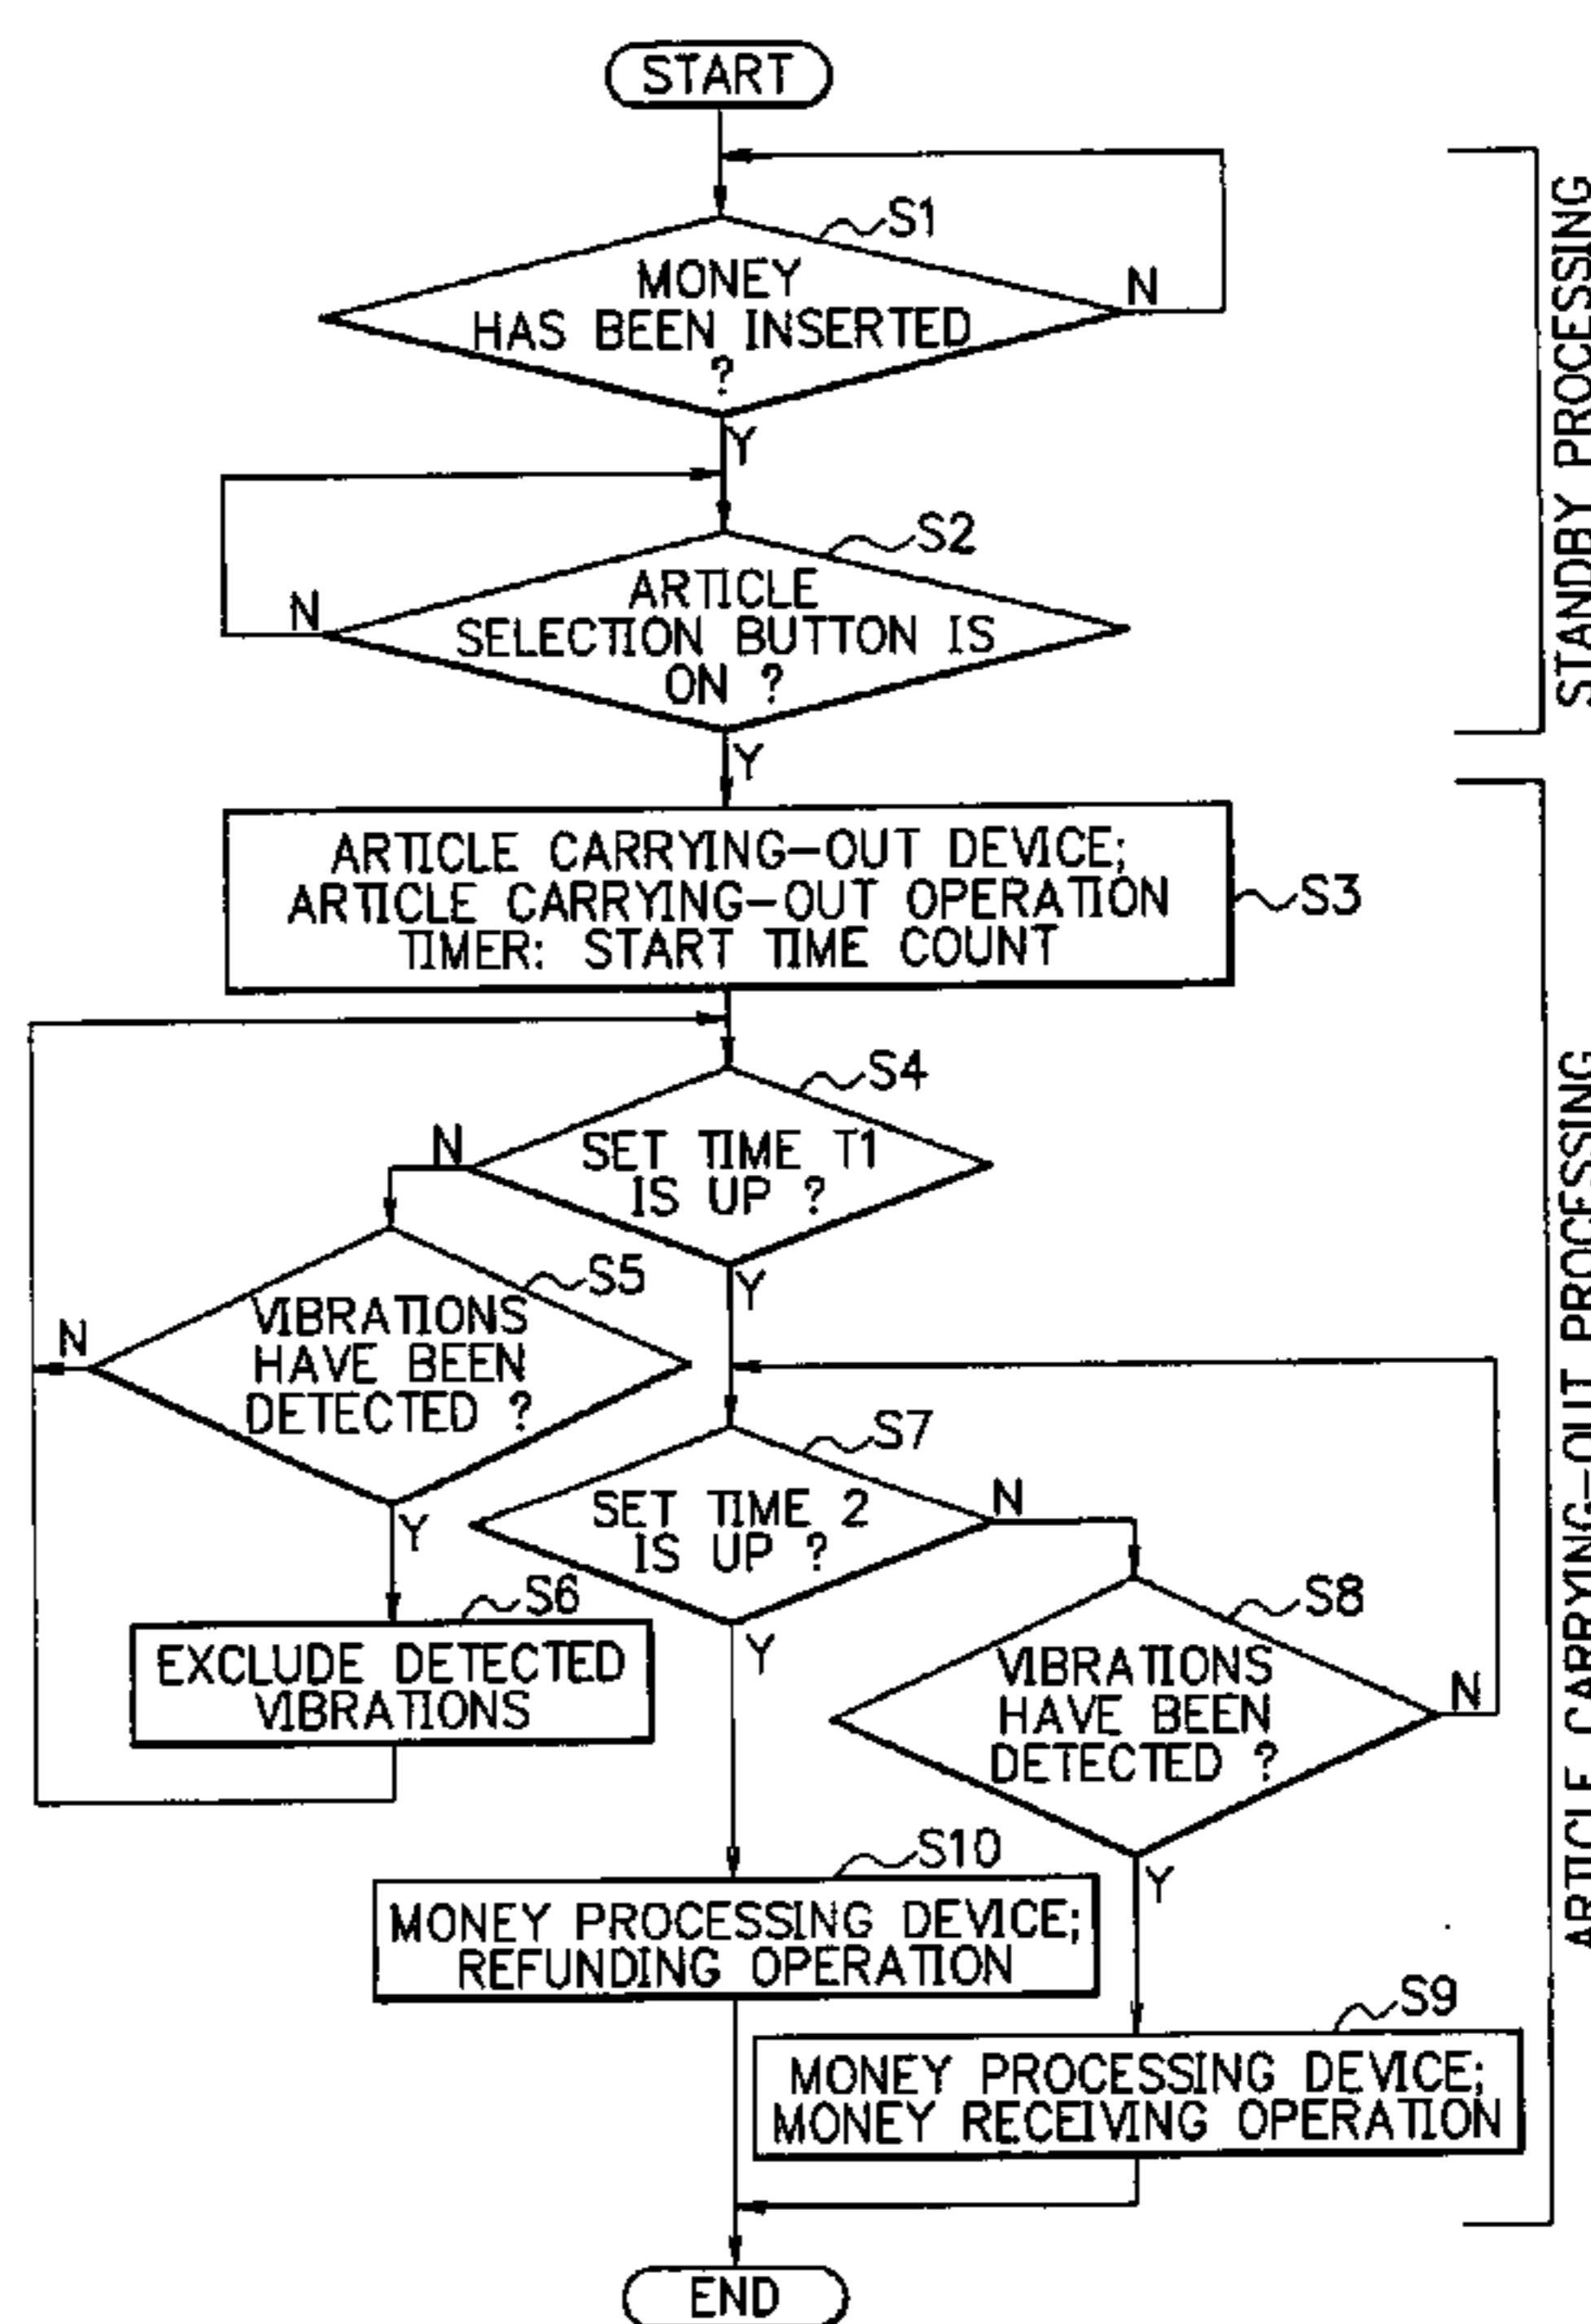 START
S1
MONEY
HAS BEEN INSERTED
?
N
Y
S2
ARTICLE
SELECTION BUTTON IS
ON ?
N
Y
STANDBY PROCESSING
ARTICLE CARRYING-OUT DEVICE;
ARTICLE CARRYING-OUT OPERATION
TIMER: START TIME COUNT
S3
S4
SET TIME T1
IS UP ?
N
Y
S5
VIBRATIONS
HAVE BEEN
DETECTED ?
N
Y
S6
EXCLUDE DETECTED
VIBRATIONS
S7
SET TIME 2
IS UP ?
N
Y
S8
VIBRATIONS
HAVE BEEN
DETECTED ?
N
Y
S10
MONEY PROCESSING DEVICE;
REFUNDING OPERATION
S9
MONEY PROCESSING DEVICE;
MONEY RECEIVING OPERATION
ARTICLE CARRYING-OUT PROCESSING
END